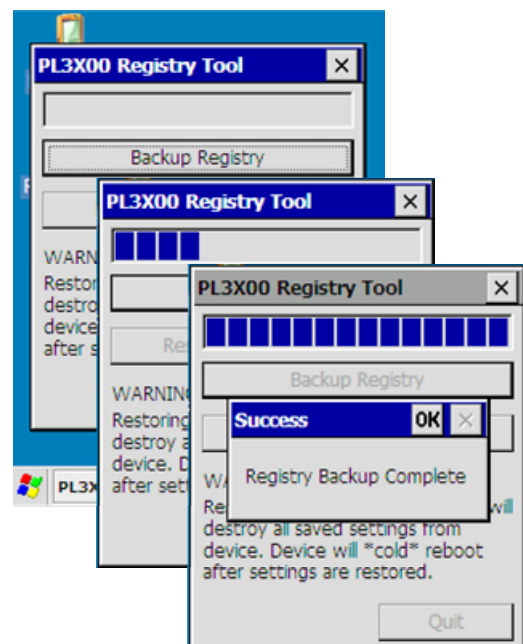 PL3X00 Registry Tool
Backup Registry
WARN
Restor
destro
device
after s
PL3X
PL3X00 Registry Tool
Re
WARNING
Restoring
destroy a
device. D
after sett
PL3X00 Registry Tool
Backup Registry
Success OK
Registry Backup Complete
WA
Re will
destroy all saved settings from
device. Device will *cold* reboot
after settings are restored.
Quit